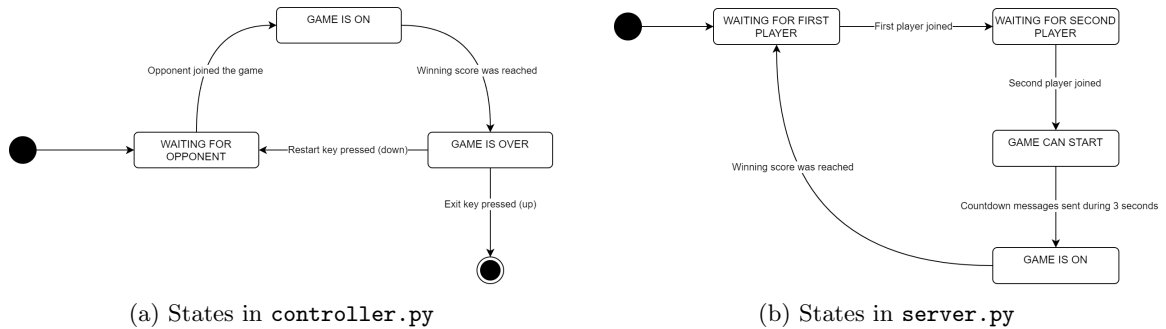 GAME IS ON
Opponent joined the game
Winning score was reached
WAITING FOR
OPPONENT
Restart key pressed (down)
GAME IS OVER
Exit key pressed (up)
(a) States in controller.py
WAITING FOR FIRST
PLAYER
First player joined
WAITING FOR SECOND
PLAYER
Second player joined
GAME CAN START
Winning score was reached
Countdown messages sent during 3 seconds
GAME IS ON
(b) States in server.py